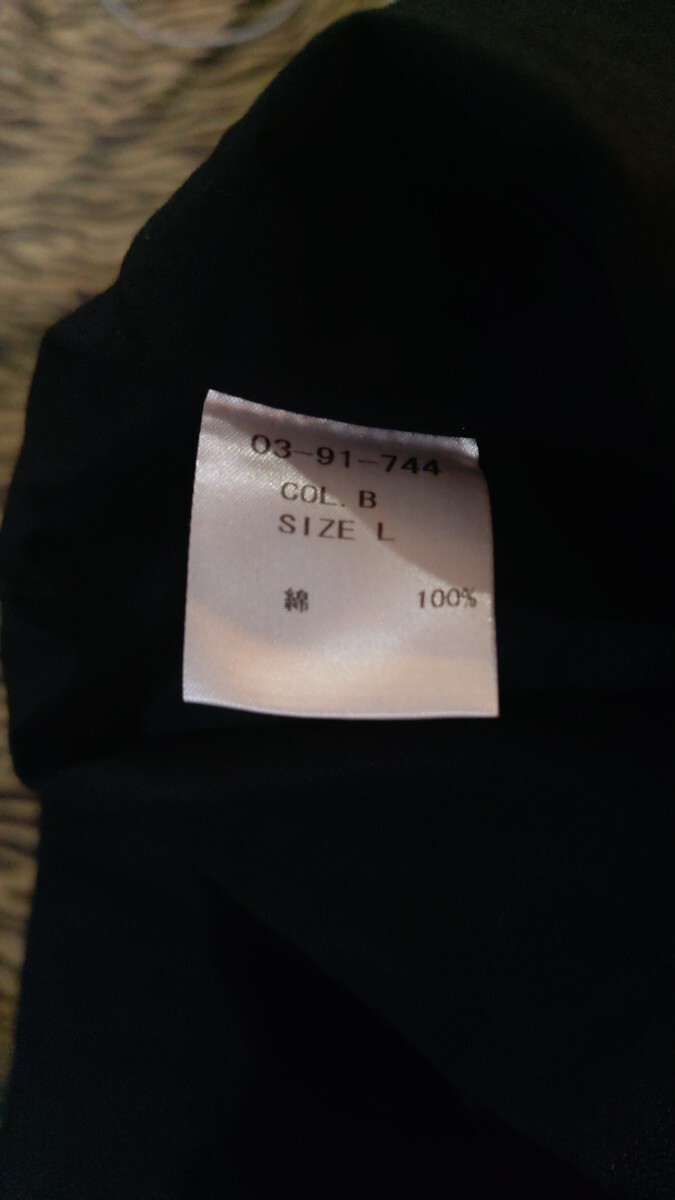 03-91-744
COL. B
SIZE L
綿 100%